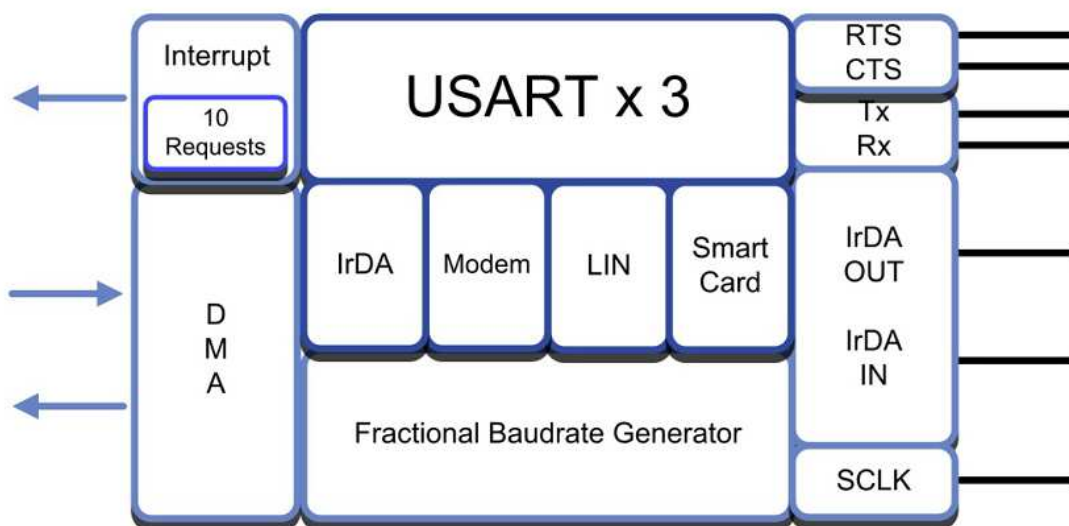 Interrupt
10
Requests
USART x 3
RTS
CTS
Tx
Rx
IrDA
Modem
LIN
Smart
Card
IrDA
OUT
IrDA
IN
D
M
A
Fractional Baudrate Generator
SCLK